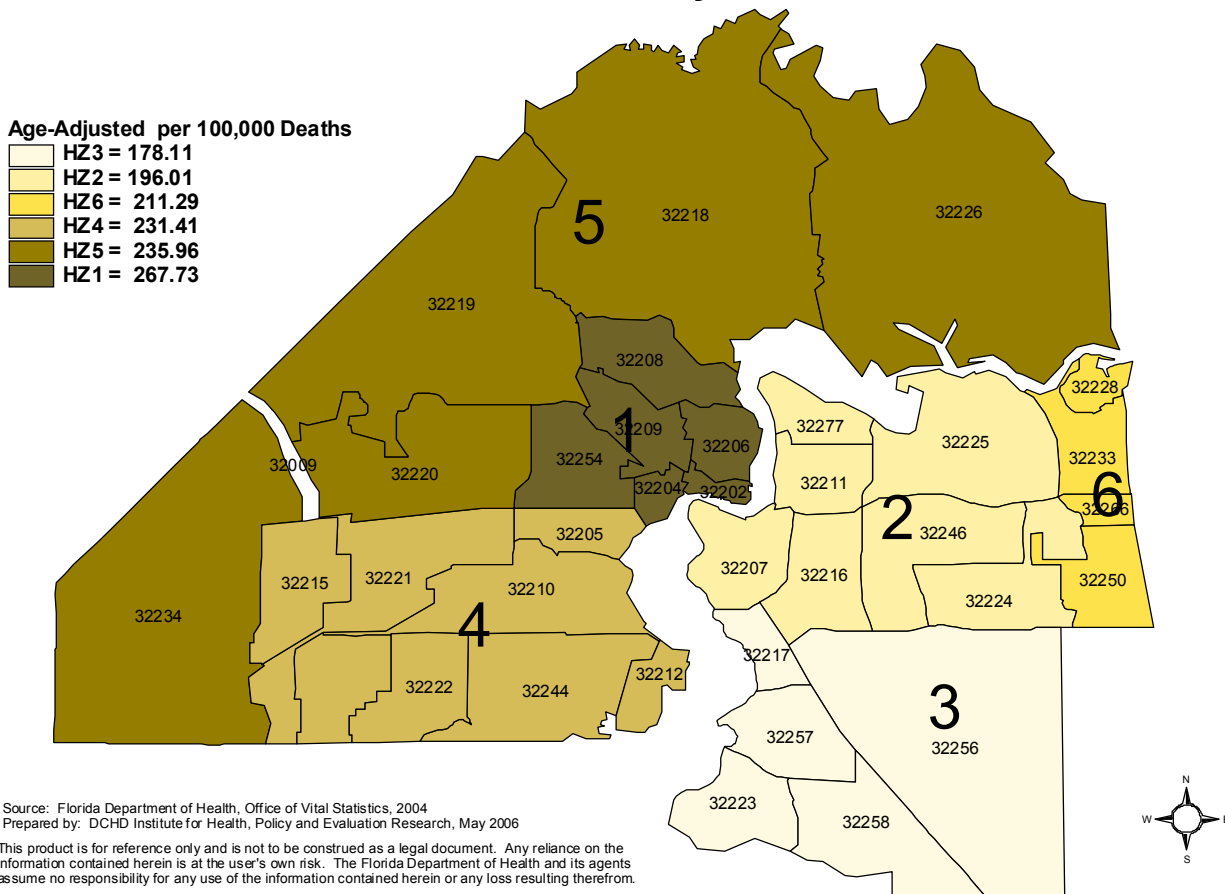 Age-Adjusted per 100,000 Deaths
HZ3 = 178.11
HZ2 = 196.01
HZ6 = 211.29
HZ4 = 231.41
HZ5 = 235.96
HZ1 = 267.73
5
32218
32226
32219
32208
32228
32277
1
32209
32206
32225
32254
32233
32009
32220
32211
32204
32202
6
32266
2
32205
32246
32207
32216
32215
32221
32210
32250
32224
32234
4
32217
32212
32222
32244
3
32257
32256
32223
32258
N
W
E
S
Source: Florida Department of Health, Office of Vital Statistics, 2004
Prepared by: DCHD Institute for Health, Policy and Evaluation Research, May 2006
This product is for reference only and is not to be construed as a legal document. Any reliance on the
information contained herein is at the user's own risk. The Florida Department of Health and its agents
assume no responsibility for any use of the information contained herein or any loss resulting therefrom.